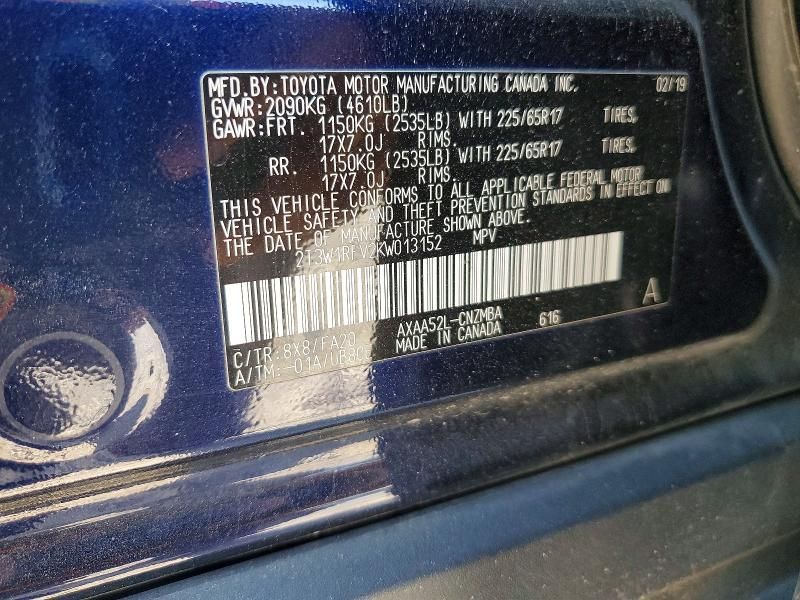 MFD.BY:TOYOTA MOTOR MANUFACTURING CANADA INC. 02/19
GVWR:2090KG (4610LB)
GAWR:FRT. 1150KG (2535LB) WITH 225/65R17 TIRES,
17X7.0J RIMS.
RR. 1150KG (2535LB) WITH 225/65R17 TIRES,
17X7.0J RIMS.
THIS VEHICLE CONFORMS TO ALL APPLICABLE FEDERAL MOTOR
VEHICLE SAFETY AND THEFT PREVENTION STANDARDS IN EFFECT ON
THE DATE OF MANUFACTURE SHOWN ABOVE.
2T3W1RFV2KW013152 MPV
A
C/TR:8X8/FA20 AXAA52L-CNZMBA 616
A/TM:-01A/UB80F MADE IN CANADA